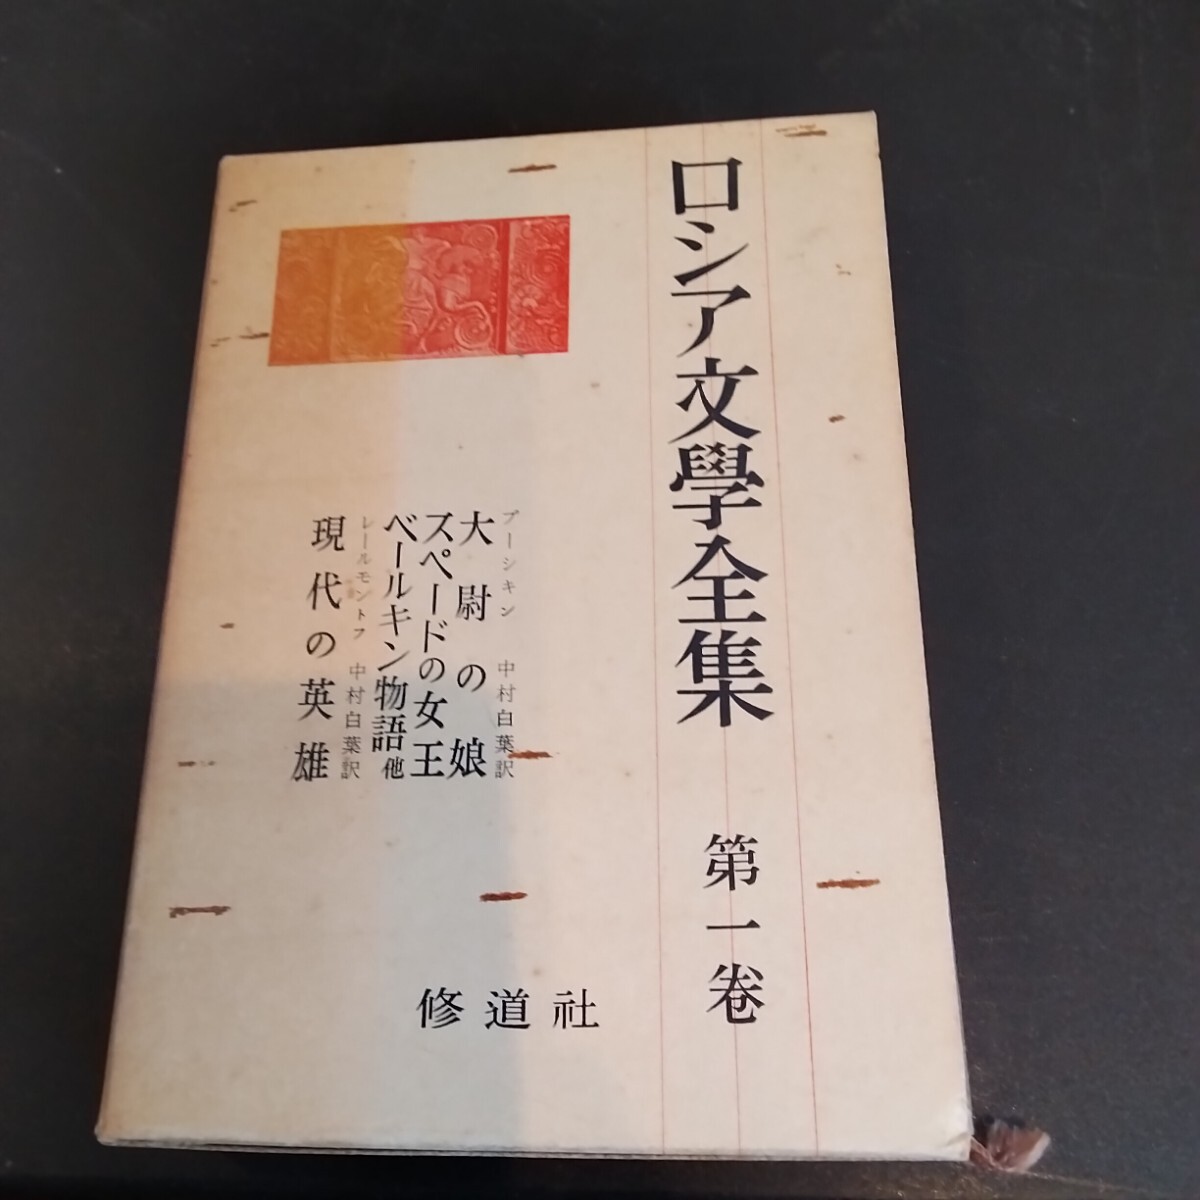 ロシア文學全集 第一巻
プーシキン 中村白葉訳
大尉の娘
スペードの女王
ベールキン物語他
レールモントフ 中村白葉訳
現代の英雄
修道社